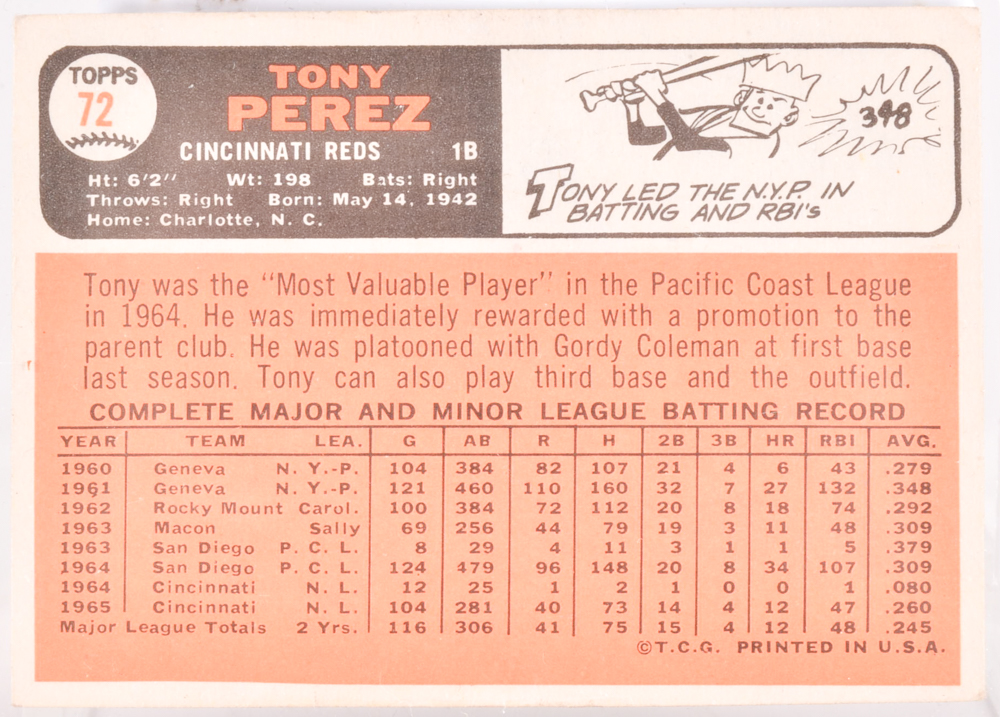 TOPPS
72
TONY
PEREZ
CINCINNATI REDS 1B
Ht: 6'2" Wt: 198 Bats: Right
Throws: Right Born: May 14, 1942
Home: Charlotte, N. C.
348
TONY LED THE N.Y.P. IN
BATTING AND RBI's
Tony was the "Most Valuable Player" in the Pacific Coast League
in 1964. He was immediately rewarded with a promotion to the
parent club. He was platooned with Gordy Coleman at first base
last season. Tony can also play third base and the outfield.
COMPLETE MAJOR AND MINOR LEAGUE BATTING RECORD
YEAR TEAM LEA. G AB R H 2B 3B HR RBI AVG.
1960 Geneva N. Y.-P. 104 384 82 107 21 4 6 43 .279
1961 Geneva N. Y.-P. 121 460 110 160 32 7 27 132 .348
1962 Rocky Mount Carol. 100 384 72 112 20 8 18 74 .292
1963 Macon Sally 69 256 44 79 19 3 11 48 .309
1963 San Diego P. C. L. 8 29 4 11 3 1 1 5 .379
1964 San Diego P. C. L. 124 479 96 148 20 8 34 107 .309
1964 Cincinnati N. L. 12 25 1 2 1 0 0 1 .080
1965 Cincinnati N. L. 104 281 40 73 14 4 12 47 .260
Major League Totals 2 Yrs. 116 306 41 75 15 4 12 48 .245
©T.C.G. PRINTED IN U.S.A.